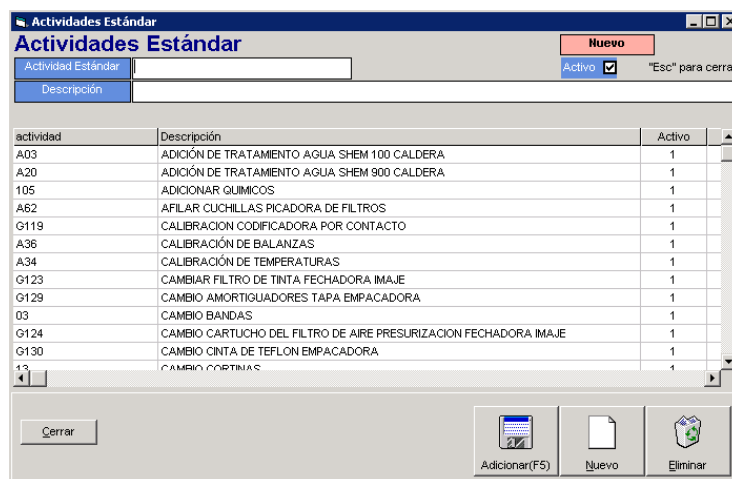 Actividades Estándar
Actividades Estándar
Nuevo
Actividad Estándar
Activo
"Esc" para cerra
Descripción
actividad Descripción Activo
A03 ADICIÓN DE TRATAMIENTO AGUA SHEM 100 CALDERA 1
A20 ADICIÓN DE TRATAMIENTO AGUA SHEM 900 CALDERA 1
105 ADICIONAR QUIMICOS 1
A62 AFILAR CUCHILLAS PICADORA DE FILTROS 1
G119 CALIBRACION CODIFICADORA POR CONTACTO 1
A36 CALIBRACIÓN DE BALANZAS 1
A34 CALIBRACIÓN DE TEMPERATURAS 1
G123 CAMBIAR FILTRO DE TINTA FECHADORA IMAJE 1
G129 CAMBIO AMORTIGUADORES TAPA EMPACADORA 1
03 CAMBIO BANDAS 1
G124 CAMBIO CARTUCHO DEL FILTRO DE AIRE PRESURIZACION FECHADORA IMAJE 1
G130 CAMBIO CINTA DE TEFLON EMPACADORA 1
13 CAMBIO CORTINAS 1
Cerrar
Adicionar(F5)
Nuevo
Eliminar